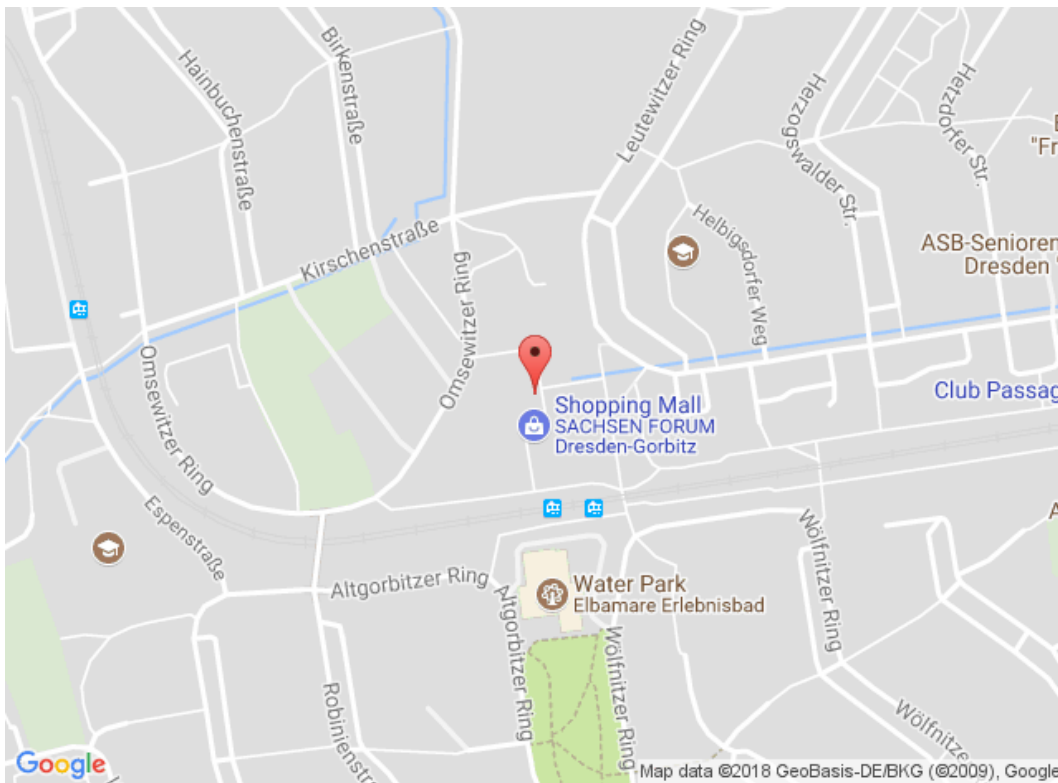 Hainbuchenstraße
Birkenstraße
Leutewitzer Ring
Herzogswalder Str.
Hetzdorfer Str.
"Fr
ASB-Senioren
Dresden
Kirschenstraße
Helbigsdorfer Weg
Omsewitzer Ring
Omsewitzer Ring
Shopping Mall
SACHSEN FORUM
Dresden-Gorbitz
Club Passag
Espenstraße
Altgorbitzer Ring
Water Park
Elbamare Erlebnisbad
Altgorbitzer Ring
Wölfnitzer Ring
Wölfnitzer Ring
Robinienstr
Wölfnitze
Google
Map data ©2018 GeoBasis-DE/BKG (©2009), Google